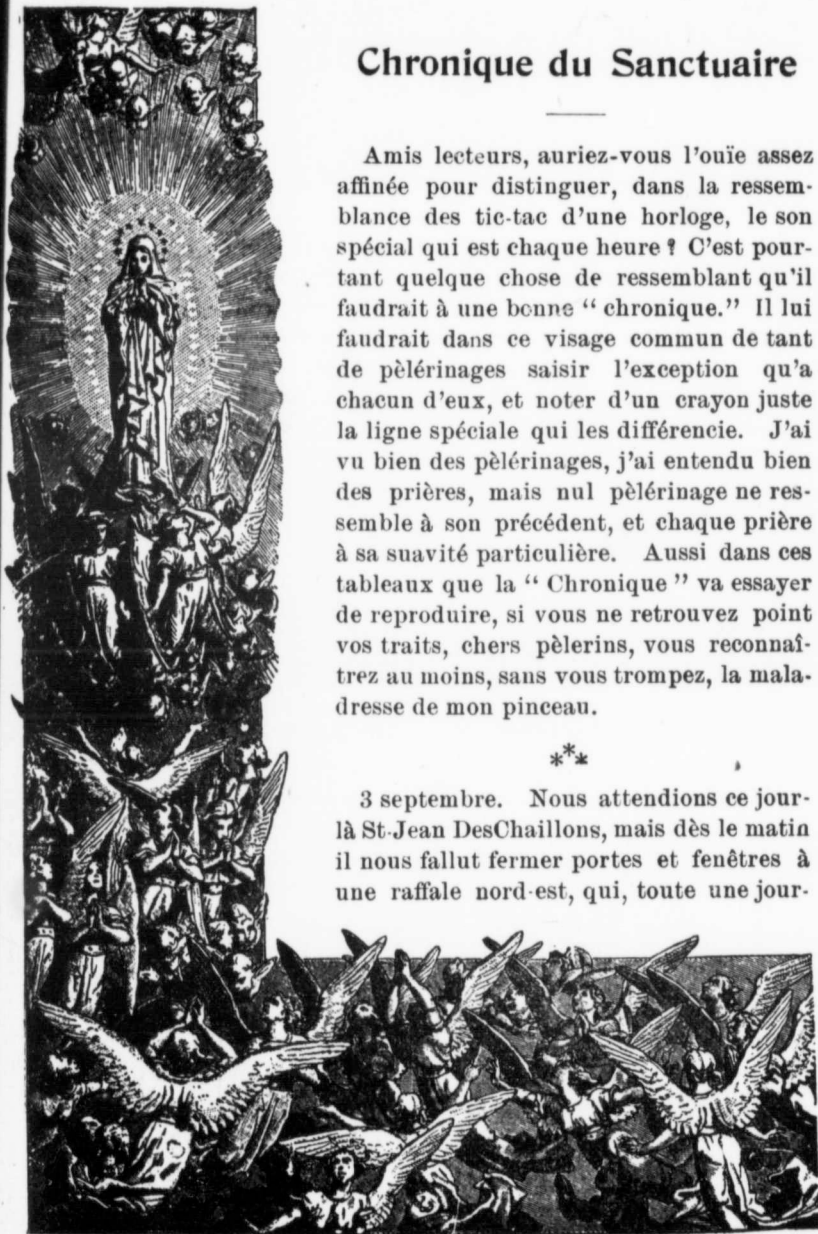 Chronique du Sanctuaire
Amis lecteurs, auriez-vous l'ouïe assez
affinée pour distinguer, dans la ressem-
blance des tic-tac d'une horloge, le son
spécial qui est chaque heure ? C'est pour-
tant quelque chose de ressemblant qu'il
faudrait à une bonne “ chronique.” Il lui
faudrait dans ce visage commun de tant
de pèlérinages saisir l'exception qu'a
chacun d'eux, et noter d'un crayon juste
la ligne spéciale qui les différencie. J'ai
vu bien des pèlérinages, j'ai entendu bien
des prières, mais nul pèlérinage ne res-
semble à son précédent, et chaque prière
à sa suavité particulière. Aussi dans ces
tableaux que la “ Chronique ” va essayer
de reproduire, si vous ne retrouvez point
vos traits, chers pèlerins, vous reconnaî-
trez au moins, sans vous trompez, la mala-
dresse de mon pinceau.
***
3 septembre. Nous attendions ce jour-
là St-Jean DesChaillons, mais dès le matin
il nous fallut fermer portes et fenêtres à
une raffale nord-est, qui, toute une jour-